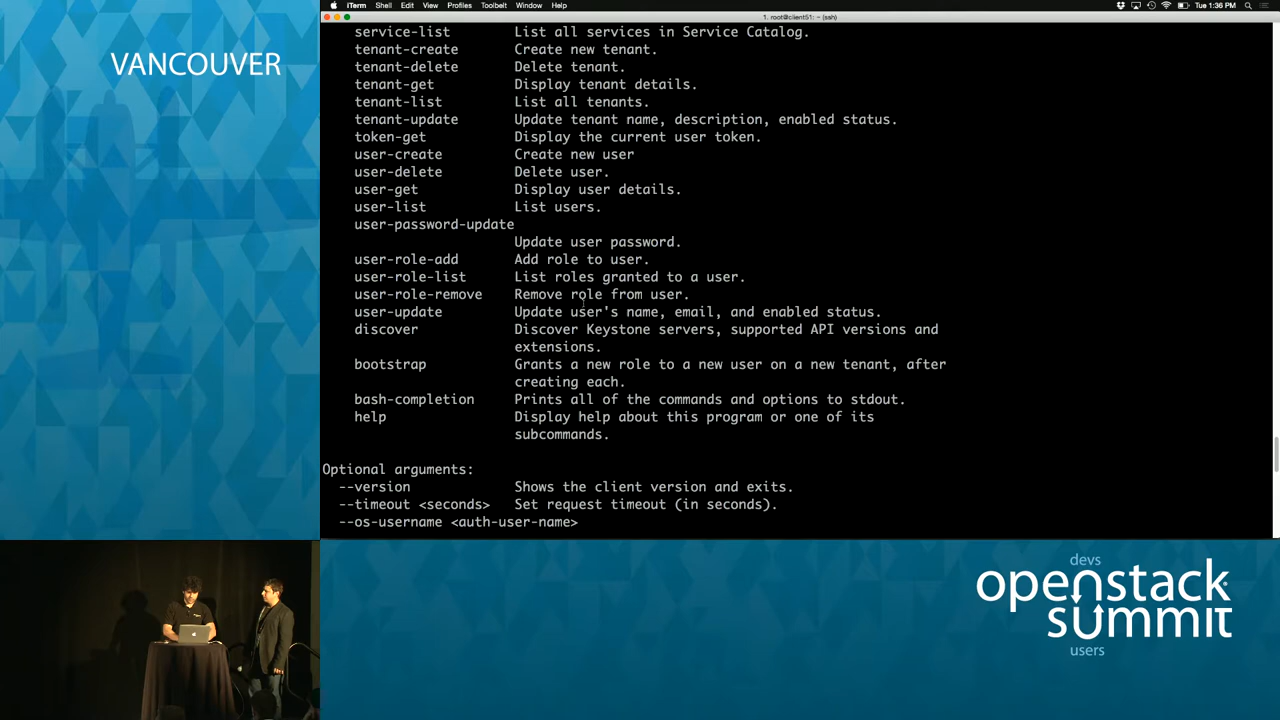 VANCOUVER
iTerm Shell Edit View Profiles Toolbelt Window Help
Tue 1:36 PM
1. root@client51: ~ (ssh)
service-list List all services in Service Catalog.
tenant-create Create new tenant.
tenant-delete Delete tenant.
tenant-get Display tenant details.
tenant-list List all tenants.
tenant-update Update tenant name, description, enabled status.
token-get Display the current user token.
user-create Create new user
user-delete Delete user.
user-get Display user details.
user-list List users.
user-password-update
Update user password.
user-role-add Add role to user.
user-role-list List roles granted to a user.
user-role-remove Remove role from user.
user-update Update user's name, email, and enabled status.
discover Discover Keystone servers, supported API versions and
extensions.
bootstrap Grants a new role to a new user on a new tenant, after
creating each.
bash-completion Prints all of the commands and options to stdout.
help Display help about this program or one of its
subcommands.
Optional arguments:
--version Shows the client version and exits.
--timeout <seconds> Set request timeout (in seconds).
--os-username <auth-user-name>
devs
openstack
summit
users